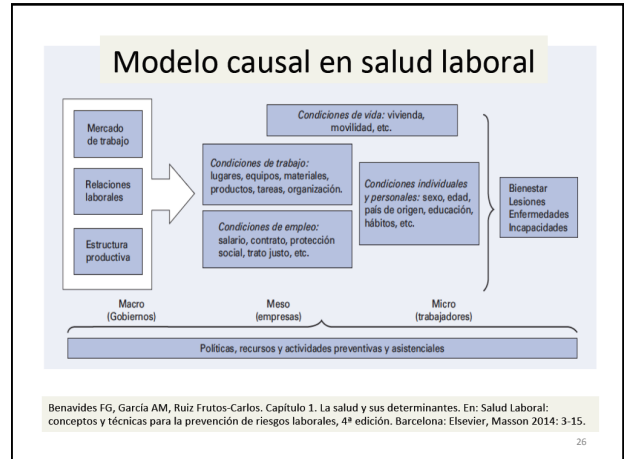 Modelo causal en salud laboral
Mercado
de trabajo
Relaciones
laborales
Estructura
productiva
Condiciones de vida: vivienda,
movilidad, etc.
Condiciones de trabajo:
lugares, equipos, materiales,
productos, tareas, organización.
Condiciones de empleo:
salario, contrato, protección
social, trato justo, etc.
Condiciones individuales
y personales: sexo, edad,
país de origen, educación,
hábitos, etc.
Bienestar
Lesiones
Enfermedades
Incapacidades
Macro
(Gobiernos)
Meso
(empresas)
Micro
(trabajadores)
Políticas, recursos y actividades preventivas y asistenciales
Benavides FG, García AM, Ruiz Frutos-Carlos. Capítulo 1. La salud y sus determinantes. En: Salud Laboral:
conceptos y técnicas para la prevención de riesgos laborales, 4ª edición. Barcelona: Elsevier, Masson 2014: 3-15.
26